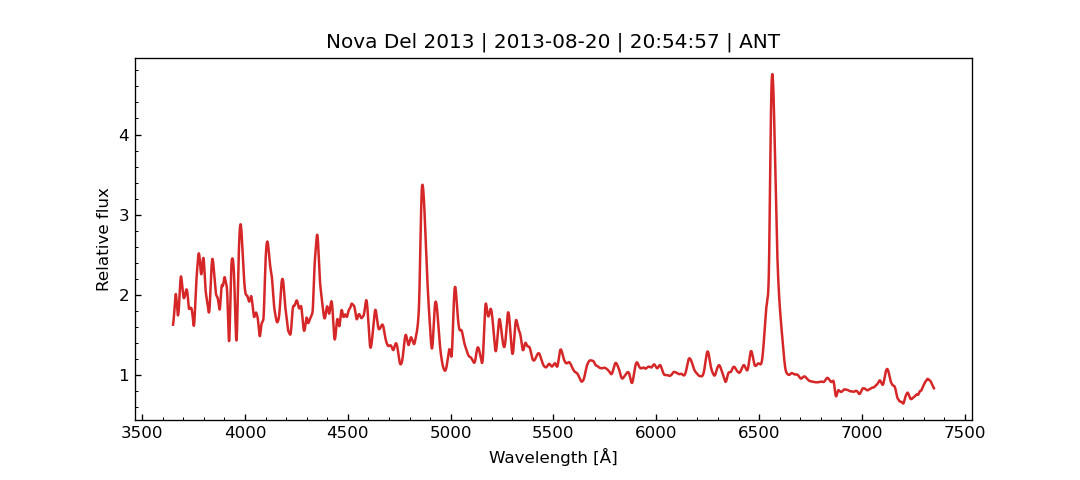 Nova Del 2013 | 2013-08-20 | 20:54:57 | ANT
Relative flux
4
3
2
1
3500 4000 4500 5000 5500 6000 6500 7000 7500
Wavelength [Å]